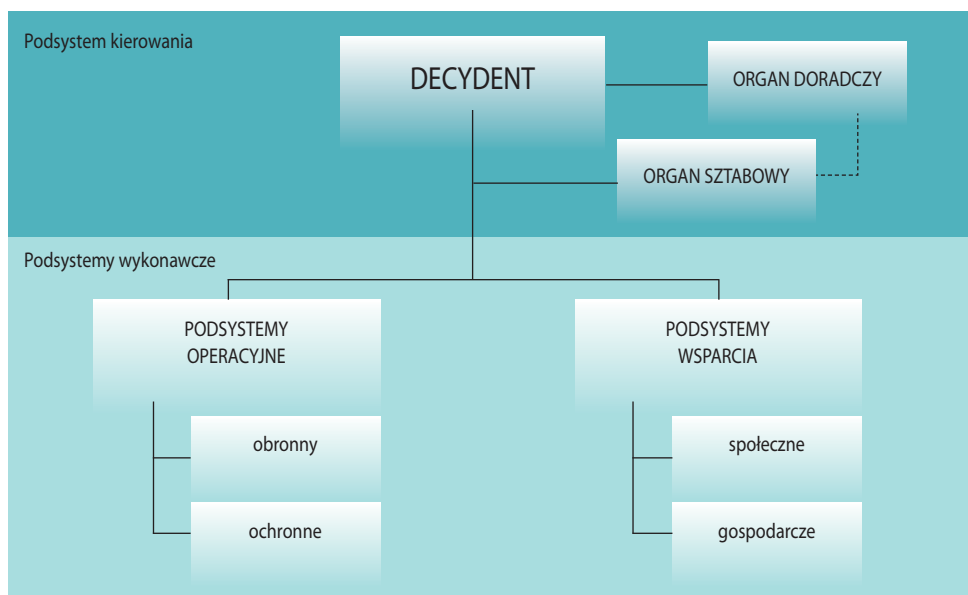 Podsystem kierowania
DECYDENT
ORGAN DORADCZY
ORGAN SZTABOWY
Podsystemy wykonawcze
PODSYSTEMY
OPERACYJNE
obronny
ochronne
PODSYSTEMY
WSPARCIA
społeczne
gospodarcze